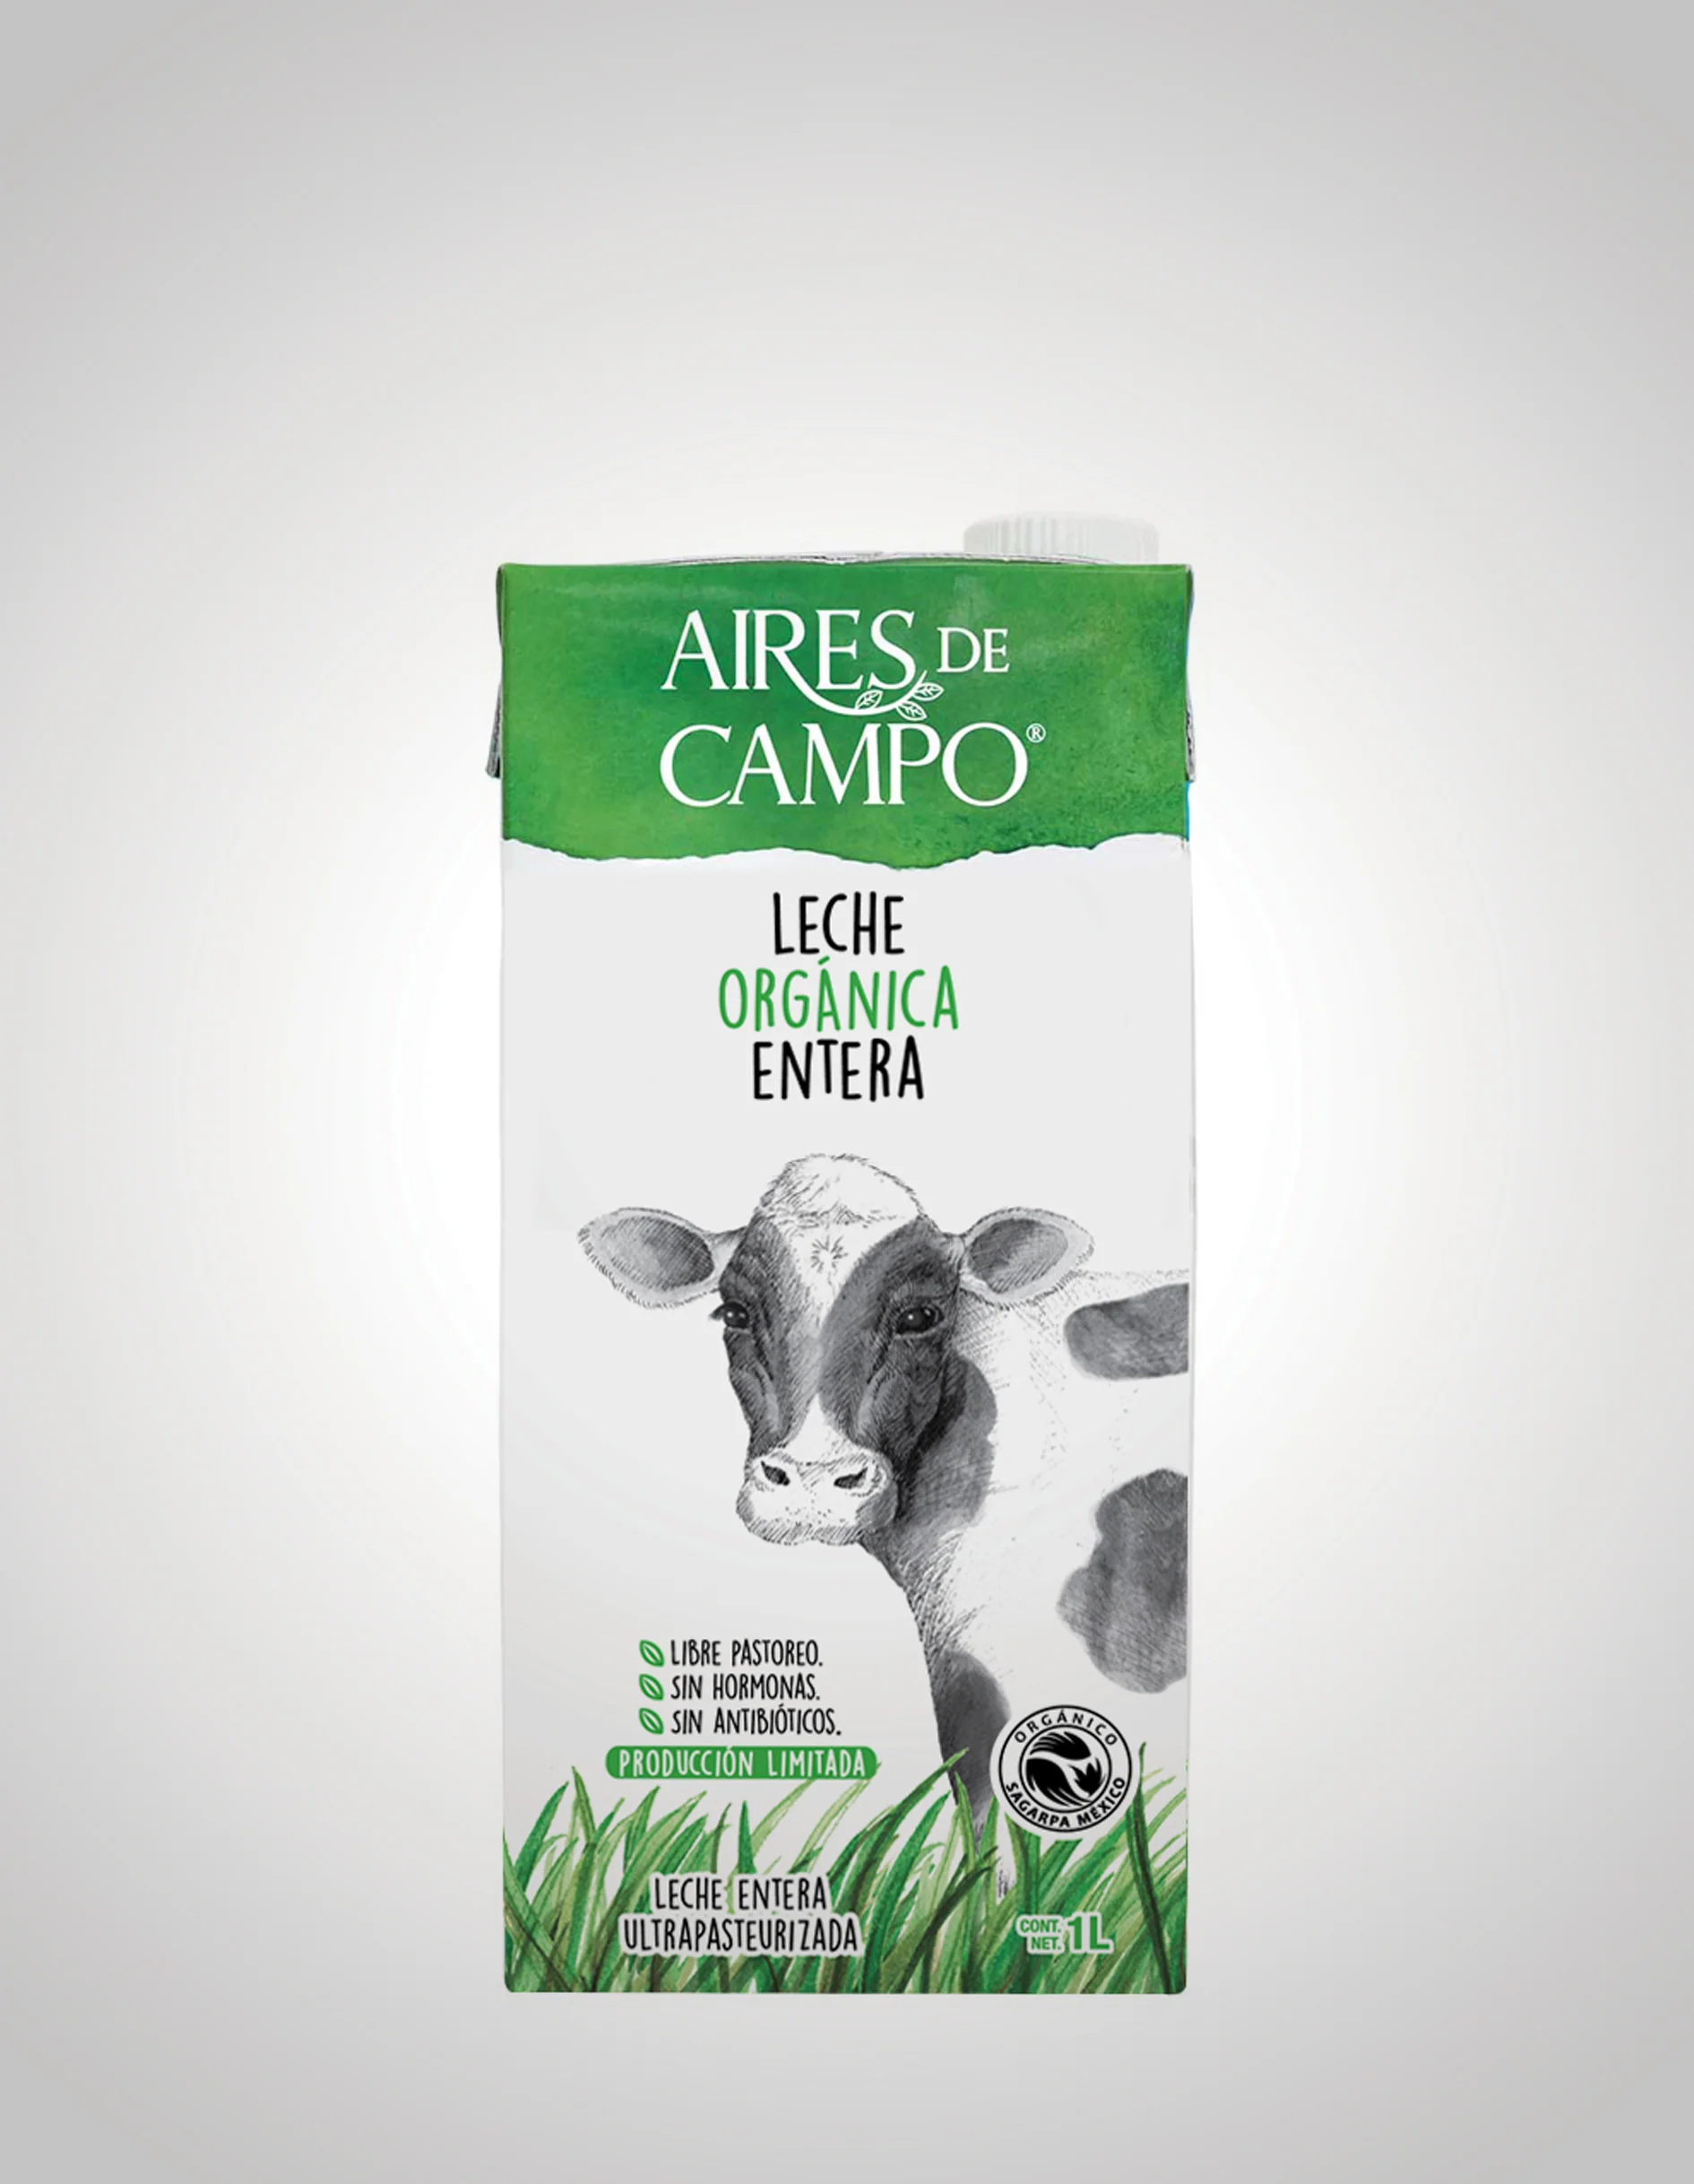 AIRES DE
CAMPO®
LECHE
ORGÁNICA
ENTERA
LIBRE PASTOREO.
SIN HORMONAS.
SIN ANTIBIÓTICOS.
PRODUCCIÓN LIMITADA
ORGÁNICO
SAGARPA MÉXICO
LECHE ENTERA
ULTRAPASTEURIZADA
CONT.
NET. 1L